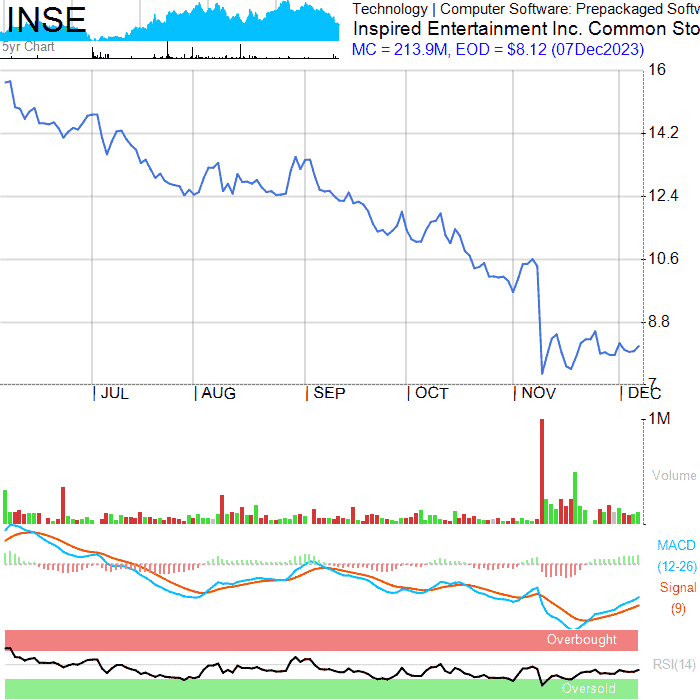 INSE
5yr Chart
Technology | Computer Software: Prepackaged Softw
Inspired Entertainment Inc. Common Sto
MC = 213.9M, EOD = $8.12 (07Dec2023)
16
14.2
12.4
10.6
8.8
7
JUL AUG SEP OCT NOV DEC
1M
Volume
MACD
(12-26)
Signal
(9)
Overbought
RSI(14)
Oversold